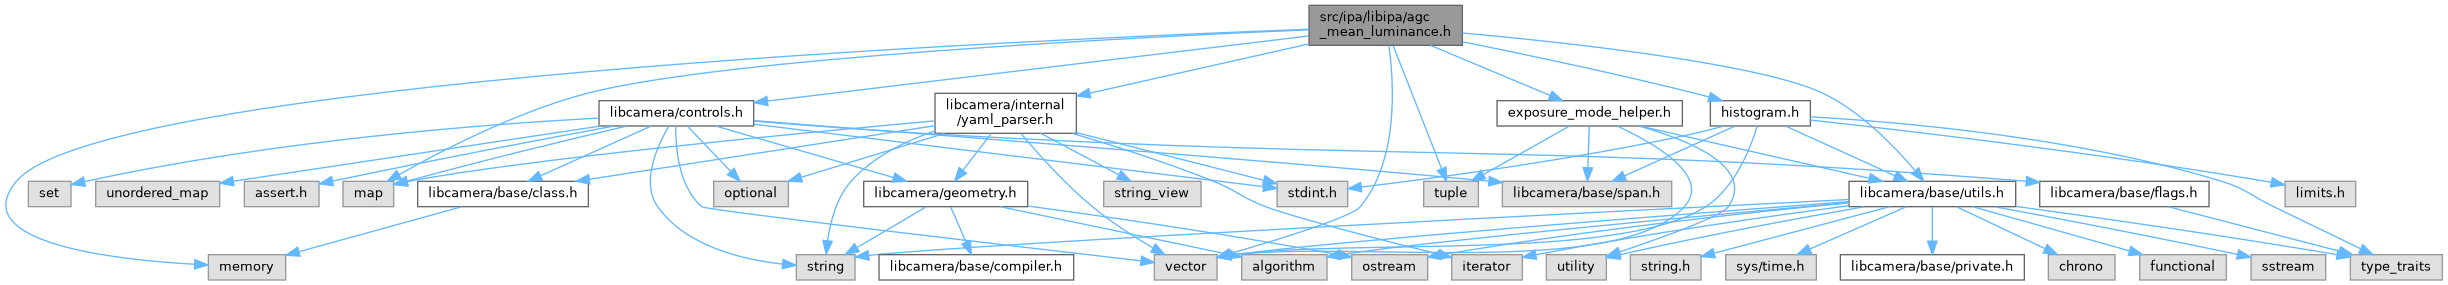 src/ipa/libipa/agc
_mean_luminance.h
libcamera/controls.h
libcamera/internal
/yaml_parser.h
exposure_mode_helper.h
histogram.h
set
unordered_map
assert.h
map
libcamera/base/class.h
optional
libcamera/geometry.h
string_view
stdint.h
tuple
libcamera/base/span.h
libcamera/base/utils.h
libcamera/base/flags.h
limits.h
memory
string
libcamera/base/compiler.h
vector
algorithm
ostream
iterator
utility
string.h
sys/time.h
libcamera/base/private.h
chrono
functional
sstream
type_traits